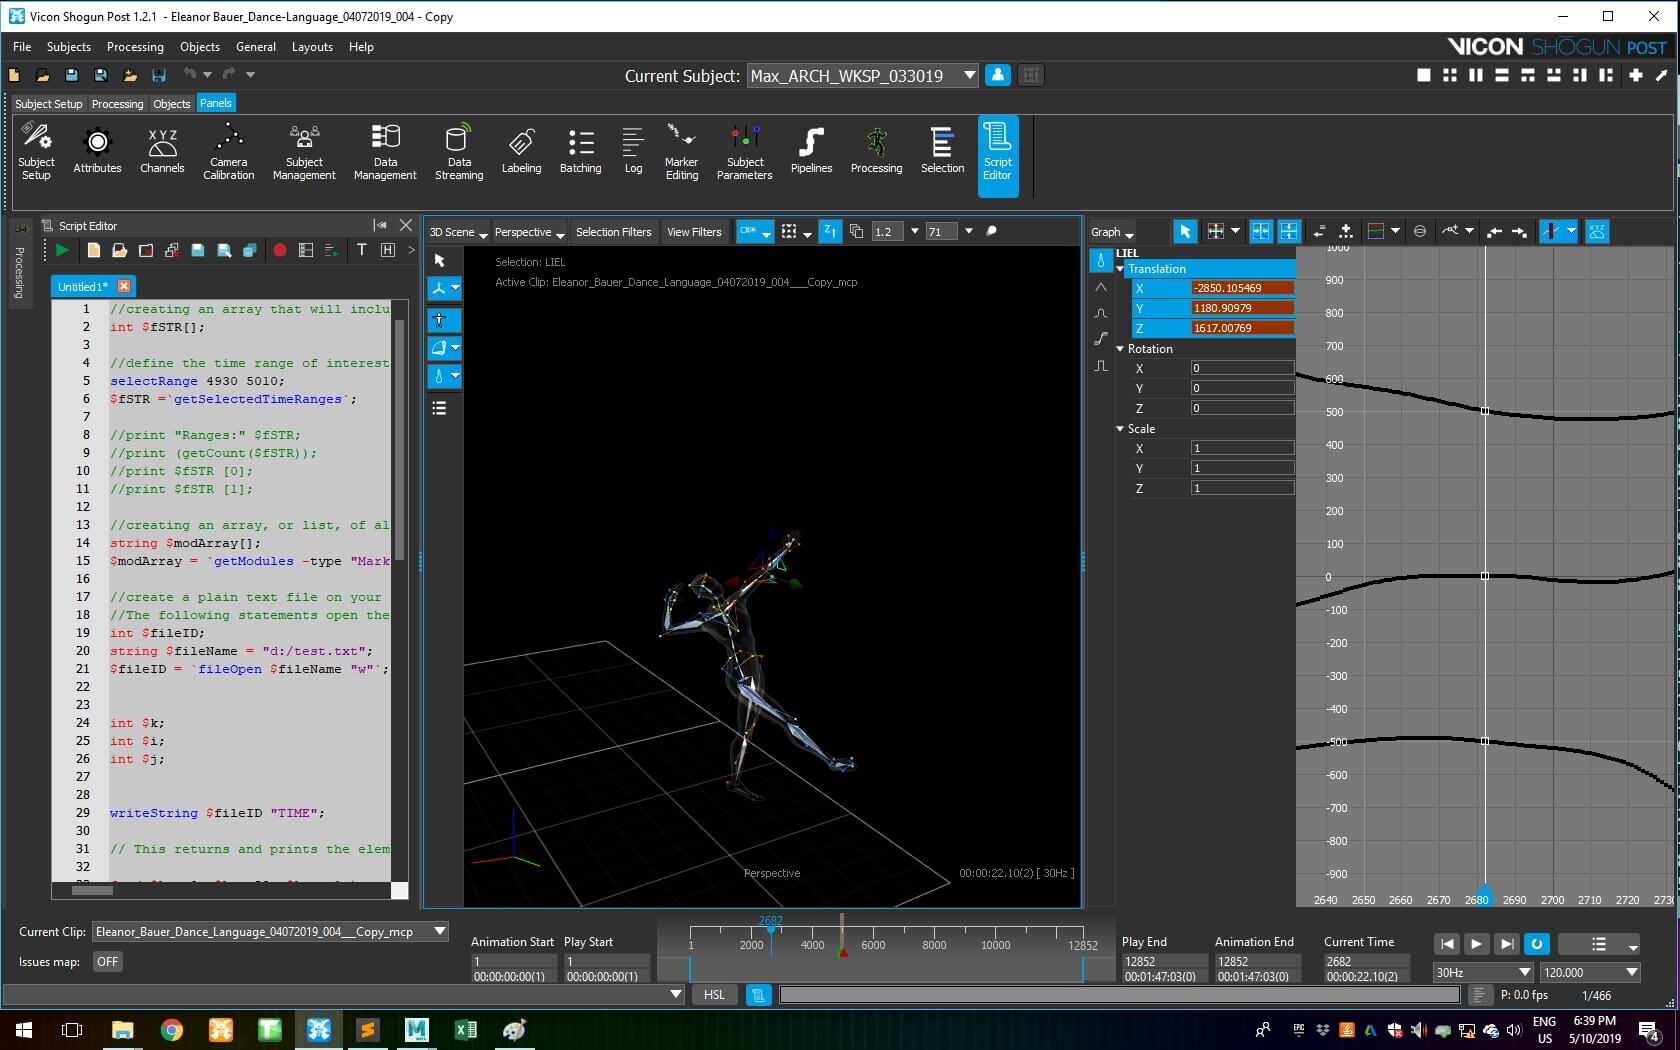 Vicon Shogun Post 1.2.1 - Eleanor Bauer_Dance-Language_04072019_004 - Copy
File Subjects Processing Objects General Layouts Help
VICON SHŌGUN POST
Current Subject: Max_ARCH_WKSP_033019
Subject Setup Processing Objects Panels
Subject Setup
Attributes
Channels
Camera Calibration
Subject Management
Data Management
Data Streaming
Labeling
Batching
Log
Marker Editing
Subject Parameters
Pipelines
Processing
Selection
Script Editor
XYZ
Processing
Script Editor
T H >
Untitled1*
1 //creating an array that will inclu
2 int $fSTR[];
3
4 //define the time range of interest
5 selectRange 4930 5010;
6 $fSTR =`getSelectedTimeRanges`;
7
8 //print "Ranges:" $fSTR;
9 //print (getCount($fSTR));
10 //print $fSTR [0];
11 //print $fSTR [1];
12
13 //creating an array, or list, of al
14 string $modArray[];
15 $modArray = `getModules -type "Mark
16
17 //create a plain text file on your
18 //The following statements open the
19 int $fileID;
20 string $fileName = "d:/test.txt";
21 $fileID = `fileOpen $fileName "w"`;
22
23
24 int $k;
25 int $i;
26 int $j;
27
28
29 writeString $fileID "TIME";
30
31 // This returns and prints the elem
32
3D Scene Perspective Selection Filters View Filters 1.2 71
Selection: LIEL
Active Clip: Eleanor_Bauer_Dance_Language_04072019_004___Copy_mcp
Perspective
00:00:22.10(2) [ 30Hz ]
Graph
XYZ
LIEL
Translation
X -2850.105469
Y 1180.90979
Z 1617.00769
Rotation
X 0
Y 0
Z 0
Scale
X 1
Y 1
Z 1
1000
900
800
700
600
500
400
300
200
100
0
-100
-200
-300
-400
-500
-600
-700
-800
-900
2640 2650 2660 2670 2680 2690 2700 2710 2720 2730
Current Clip: Eleanor_Bauer_Dance_Language_04072019_004___Copy_mcp
Issues map: OFF
Animation Start Play Start
1 1
00:00:00:00(1) 00:00:00:00(1)
2682
1 2000 4000 6000 8000 10000 12852
Play End Animation End Current Time
12852 12852 2682
00:01:47:03(0) 00:01:47:03(0) 00:00:22.10(2)
30Hz 120.000
HSL
P: 0.0 fps 1/466
ENG
US
6:39 PM
5/10/2019
4